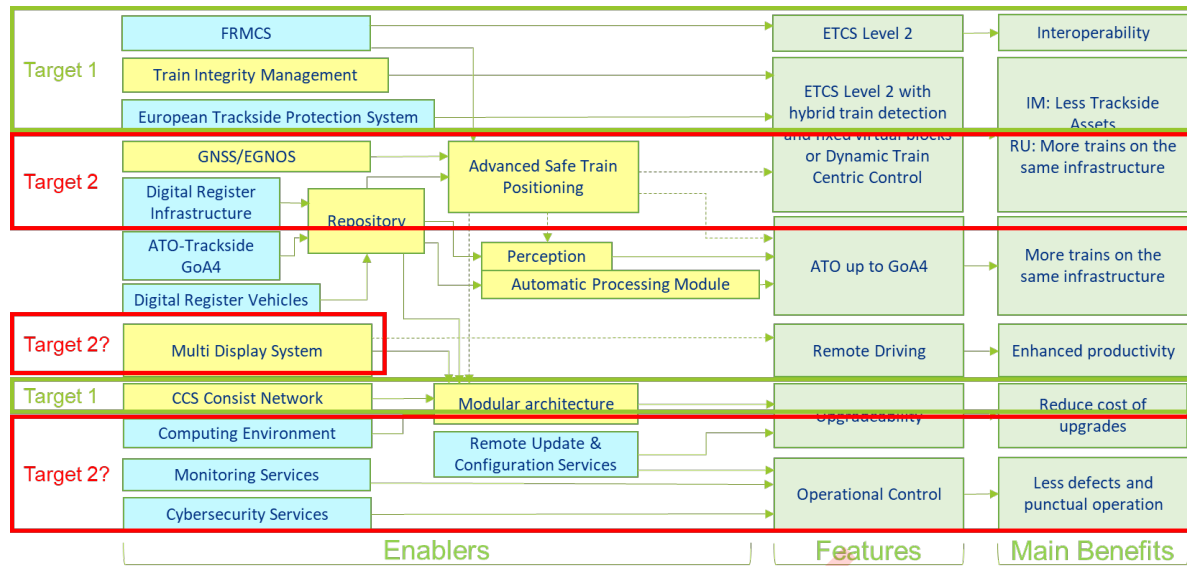 Target 1
FRMCS
ETCS Level 2
Interoperability
Train Integrity Management
European Trackside Protection System
ETCS Level 2 with
hybrid train detection
and fixed virtual blocks
or Dynamic Train
Centric Control
IM: Less Trackside
Assets
RU: More trains on the
same infrastructure
Target 2
GNSS/EGNOS
Advanced Safe Train
Positioning
Digital Register
Infrastructure
Repository
ATO-Trackside
GoA4
Perception
Automatic Processing Module
Digital Register Vehicles
ATO up to GoA4
More trains on the
same infrastructure
Target 2?
Multi Display System
Remote Driving
Enhanced productivity
Target 1
CCS Consist Network
Modular architecture
Upgradeability
Reduce cost of
upgrades
Target 2?
Computing Environment
Remote Update &
Configuration Services
Monitoring Services
Cybersecurity Services
Operational Control
Less defects and
punctual operation
Enablers
Features
Main Benefits